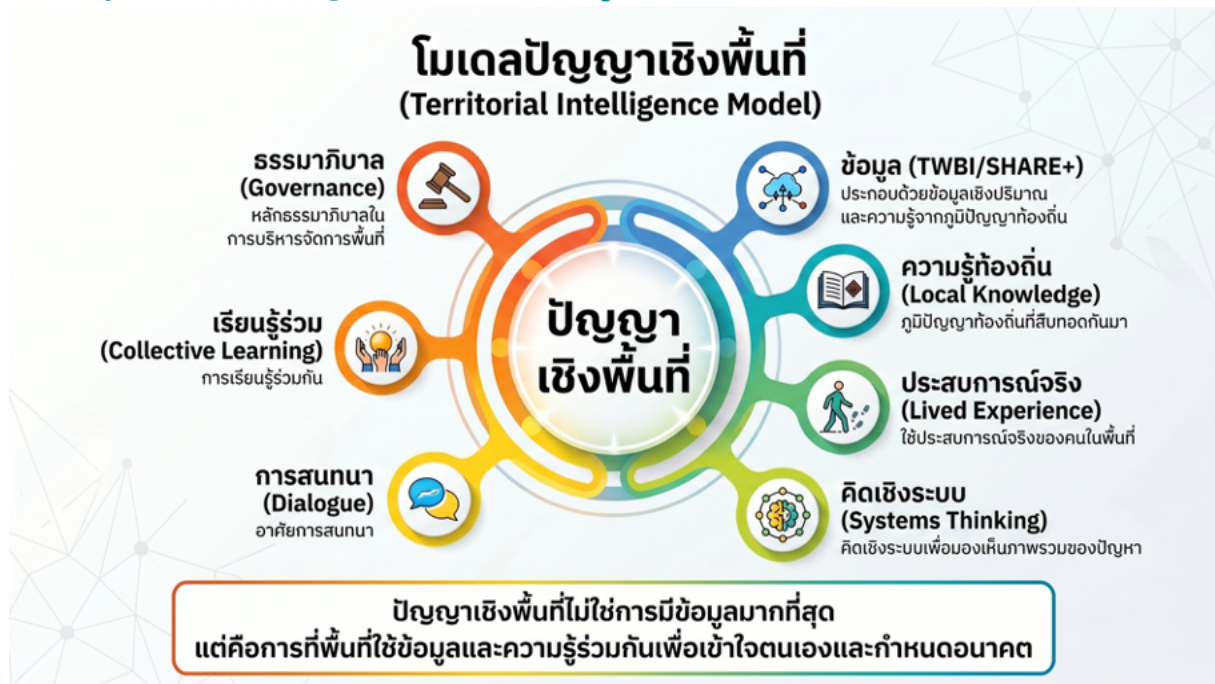 โมเดลปัญญาเชิงพื้นที่
(Territorial Intelligence Model)
ธรรมาภิบาล
(Governance)
หลักธรรมาภิบาลใน
การบริหารจัดการพื้นที่
เรียนรู้ร่วม
(Collective Learning)
การเรียนรู้ร่วมกัน
การสนทนา
(Dialogue)
อาศัยการสนทนา
ปัญญา
เชิงพื้นที่
ข้อมูล (TWBI/SHARE+)
ประกอบด้วยข้อมูลเชิงปริมาณ
และความรู้จากภูมิปัญญาท้องถิ่น
ความรู้ท้องถิ่น
(Local Knowledge)
ภูมิปัญญาท้องถิ่นที่สืบทอดกันมา
ประสบการณ์จริง
(Lived Experience)
ใช้ประสบการณ์จริงของคนในพื้นที่
คิดเชิงระบบ
(Systems Thinking)
คิดเชิงระบบเพื่อมองเห็นภาพรวมของปัญหา
ปัญญาเชิงพื้นที่ไม่ใช่การมีข้อมูลมากที่สุด
แต่คือการที่พื้นที่ใช้ข้อมูลและความรู้ร่วมกันเพื่อเข้าใจตนเองและกำหนดอนาคต